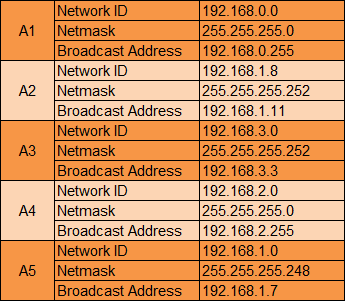 A1
Network ID 192.168.0.0
Netmask 255.255.255.0
Broadcast Address 192.168.0.255
A2
Network ID 192.168.1.8
Netmask 255.255.255.252
Broadcast Address 192.168.1.11
A3
Network ID 192.168.3.0
Netmask 255.255.255.252
Broadcast Address 192.168.3.3
A4
Network ID 192.168.2.0
Netmask 255.255.255.0
Broadcast Address 192.168.2.255
A5
Network ID 192.168.1.0
Netmask 255.255.255.248
Broadcast Address 192.168.1.7